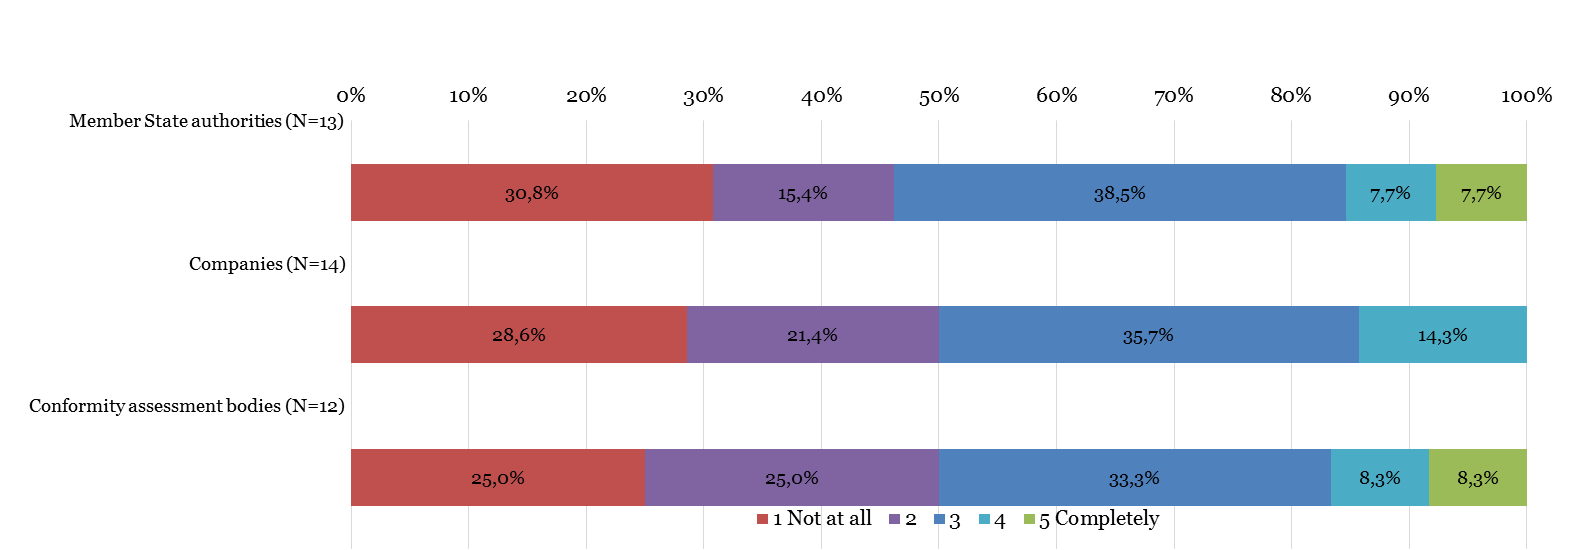 0% 10% 20% 30% 40% 50% 60% 70% 80% 90% 100%
Member State authorities (N=13)
30,8% 15,4% 38,5% 7,7% 7,7%
Companies (N=14)
28,6% 21,4% 35,7% 14,3%
Conformity assessment bodies (N=12)
25,0% 25,0% 33,3% 8,3% 8,3%
1 Not at all 2 3 4 5 Completely